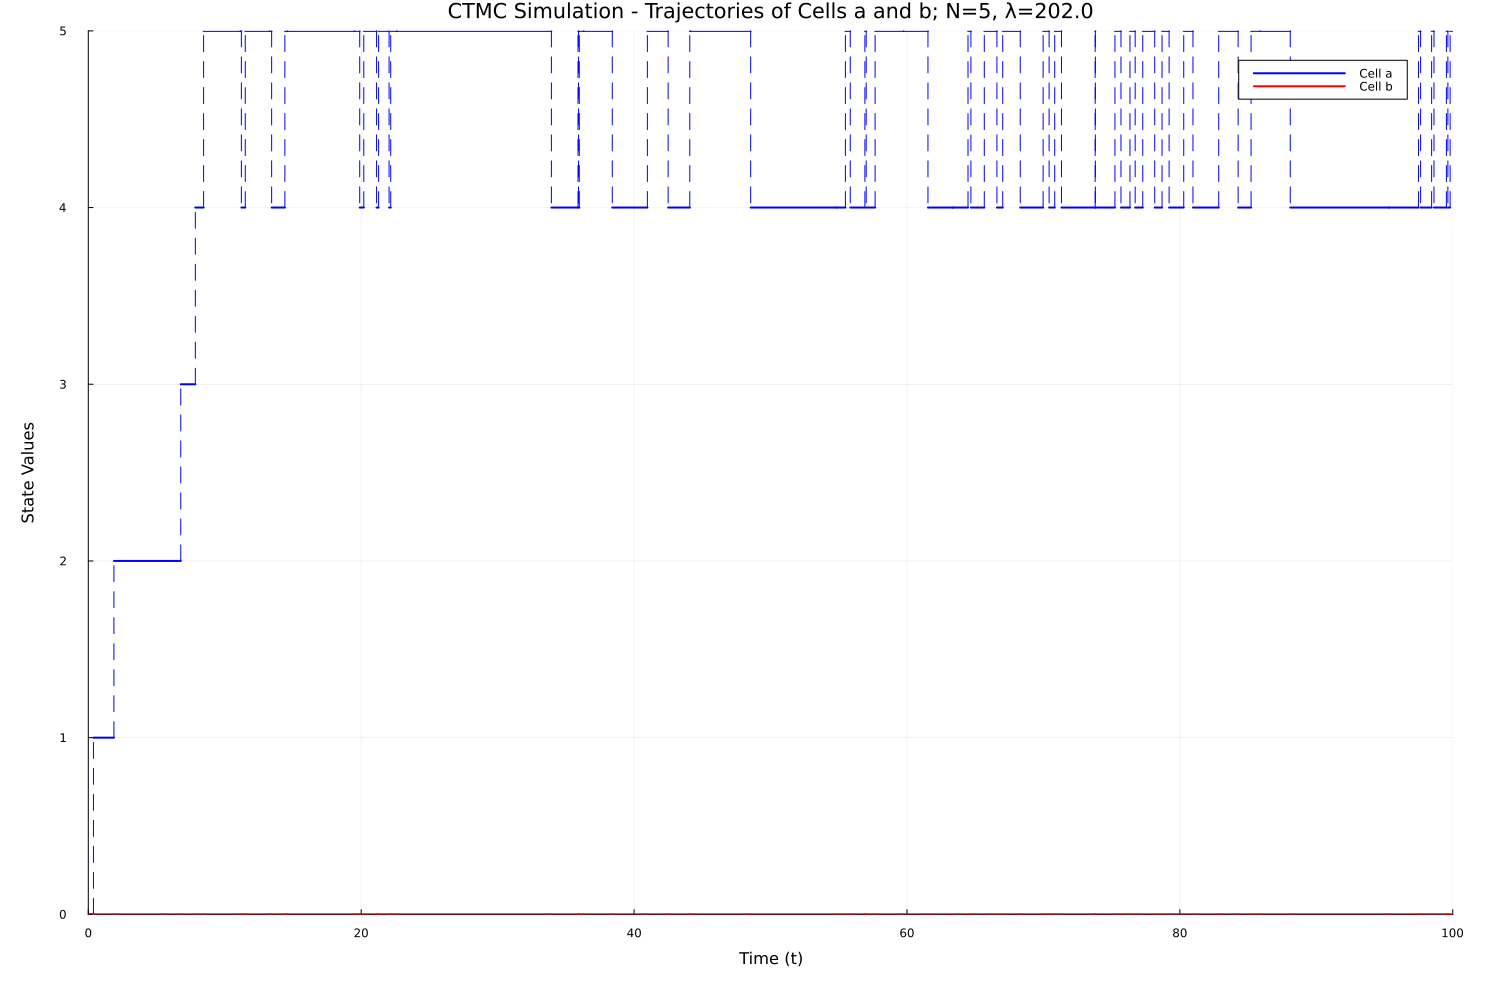 CTMC Simulation - Trajectories of Cells a and b; N=5, λ=202.0
5
Cell a
Cell b
4
3
State Values
2
1
0
0 20 40 60 80 100
Time (t)